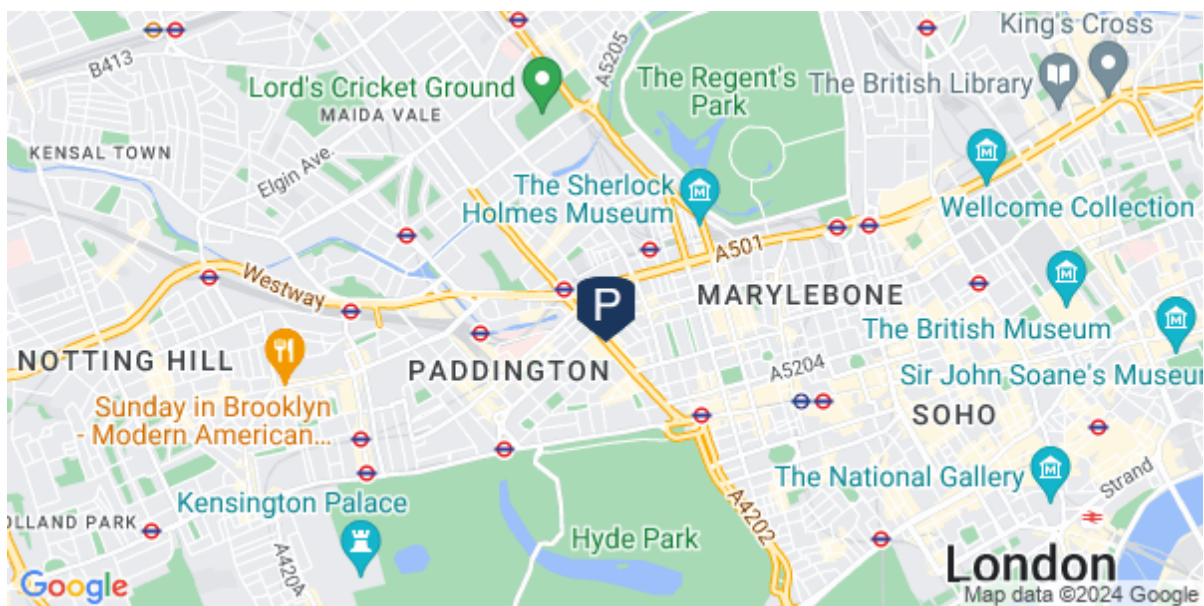 King's Cross
B413
A5205
Lord's Cricket Ground
The Regent's
Park
The British Library
MAIDA VALE
KENSAL TOWN
Elgin Ave.
The Sherlock
Holmes Museum
Wellcome Collection
A501
Westway
P
MARYLEBONE
The British Museum
NOTTING HILL
PADDINGTON
A5204
Sir John Soane's Museu
Sunday in Brooklyn
- Modern American...
SOHO
The National Gallery
Strand
Kensington Palace
OLLAND PARK
A4204
Hyde Park
A4202
London
Google
Map data ©2024 Google